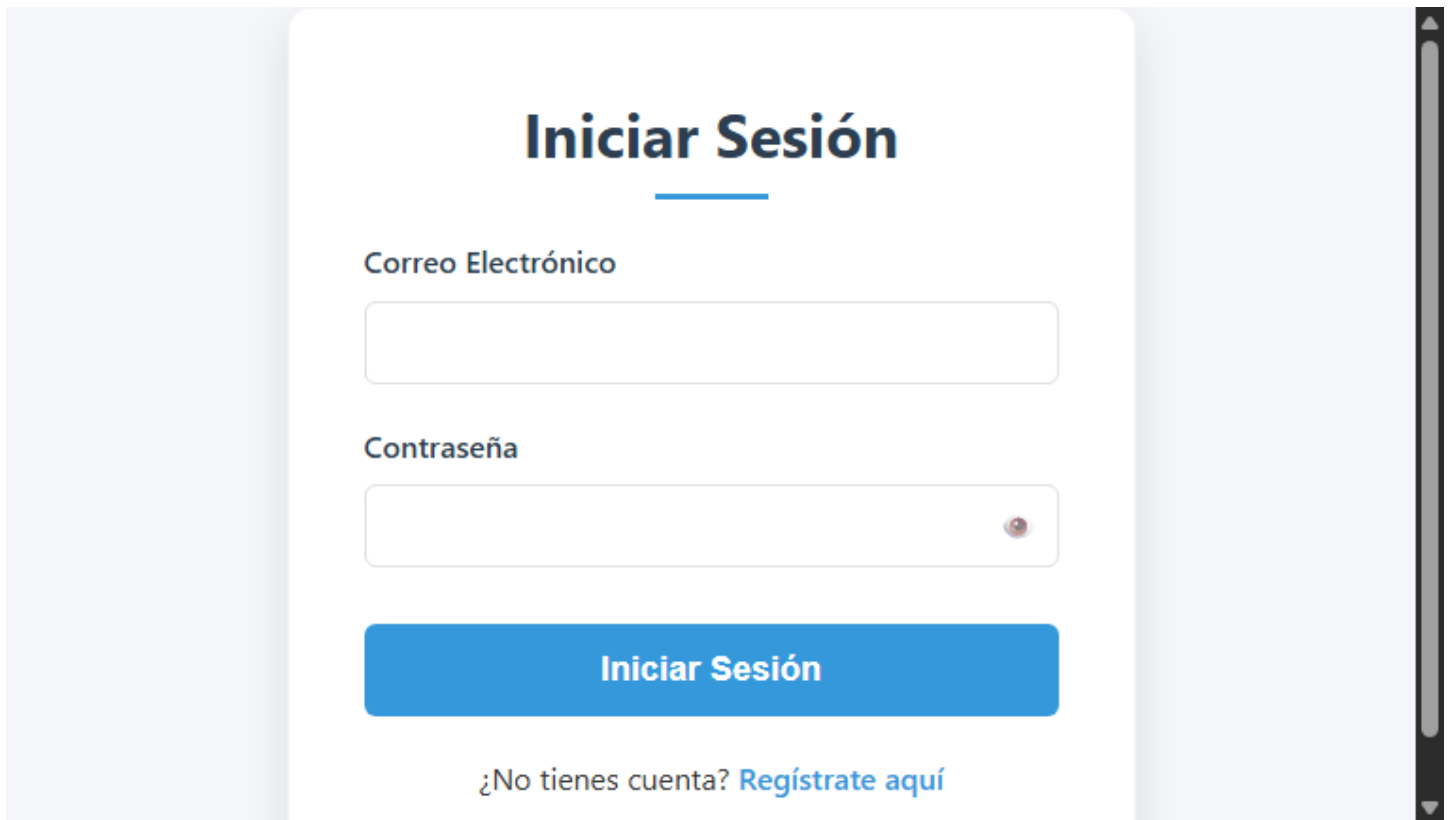 Iniciar Sesión
Correo Electrónico
Contraseña
Iniciar Sesión
¿No tienes cuenta? Regístrate aquí